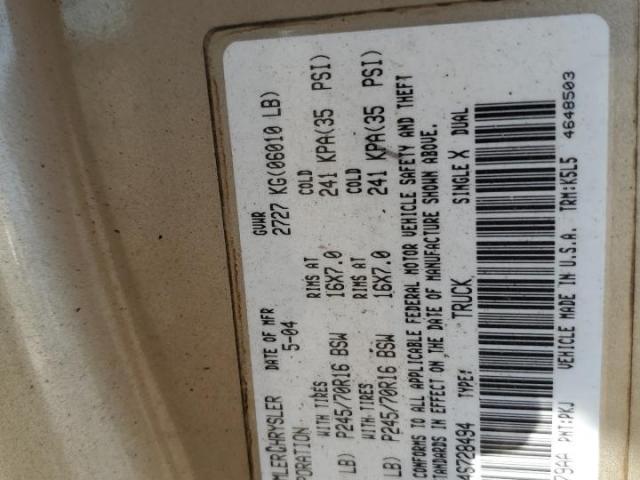 MLERCHRYSLER DATE OF MFR GVWR
PORATION 5-04 2727 KG(06010 LB)
WITH TIRES RIMS AT COLD
LB) P245/70R16 BSW 16X7.0 241 KPA(35 PSI)
WITH TIRES RIMS AT COLD
LB) P245/70R16 BSW 16X7.0 241 KPA(35 PSI)
CONFORMS TO ALL APPLICABLE FEDERAL MOTOR VEHICLE SAFETY AND THEFT
TANDARDS IN EFFECT ON THE DATE OF MANUFACTURE SHOWN ABOVE.
4S728494 TYPE: TRUCK SINGLE X DUAL
79AA PNT:PKJ VEHICLE MADE IN U.S.A. TRM:K5L5
4648503